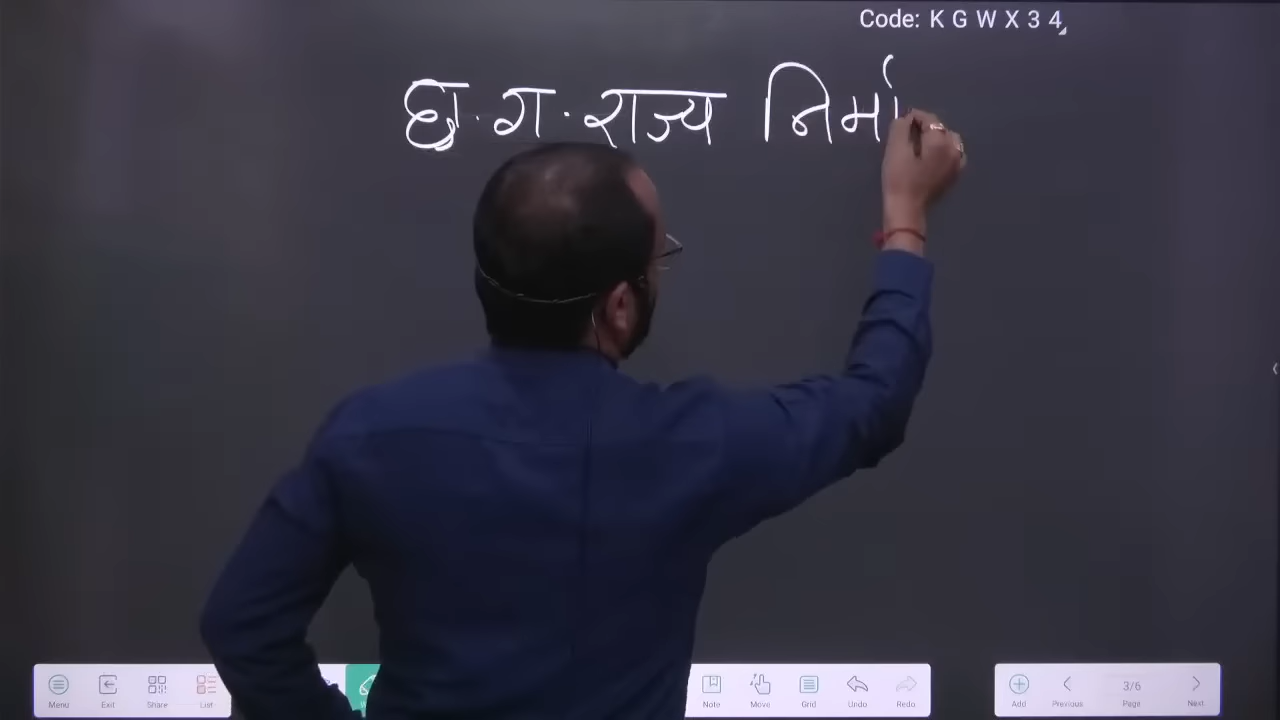 Code: K G W X 3 4
छ.ग.राज्य निर्मा
Menu Exit Share List Note Move Grid Undo Redo Add Previous 3/6 Page Next